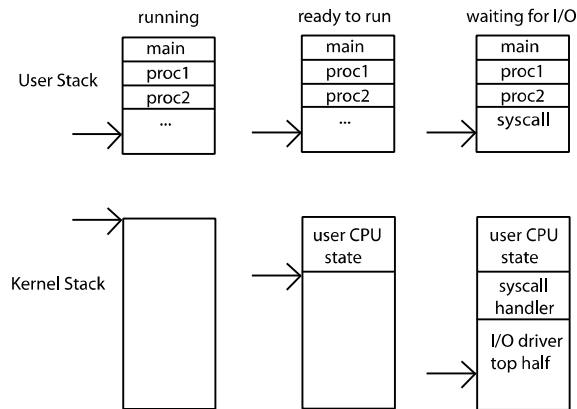 running
ready to run
waiting for I/O
User Stack
main
proc1
proc2
...
main
proc1
proc2
...
main
proc1
proc2
syscall
Kernel Stack
user CPU
state
user CPU
state
syscall
handler
I/O driver
top half